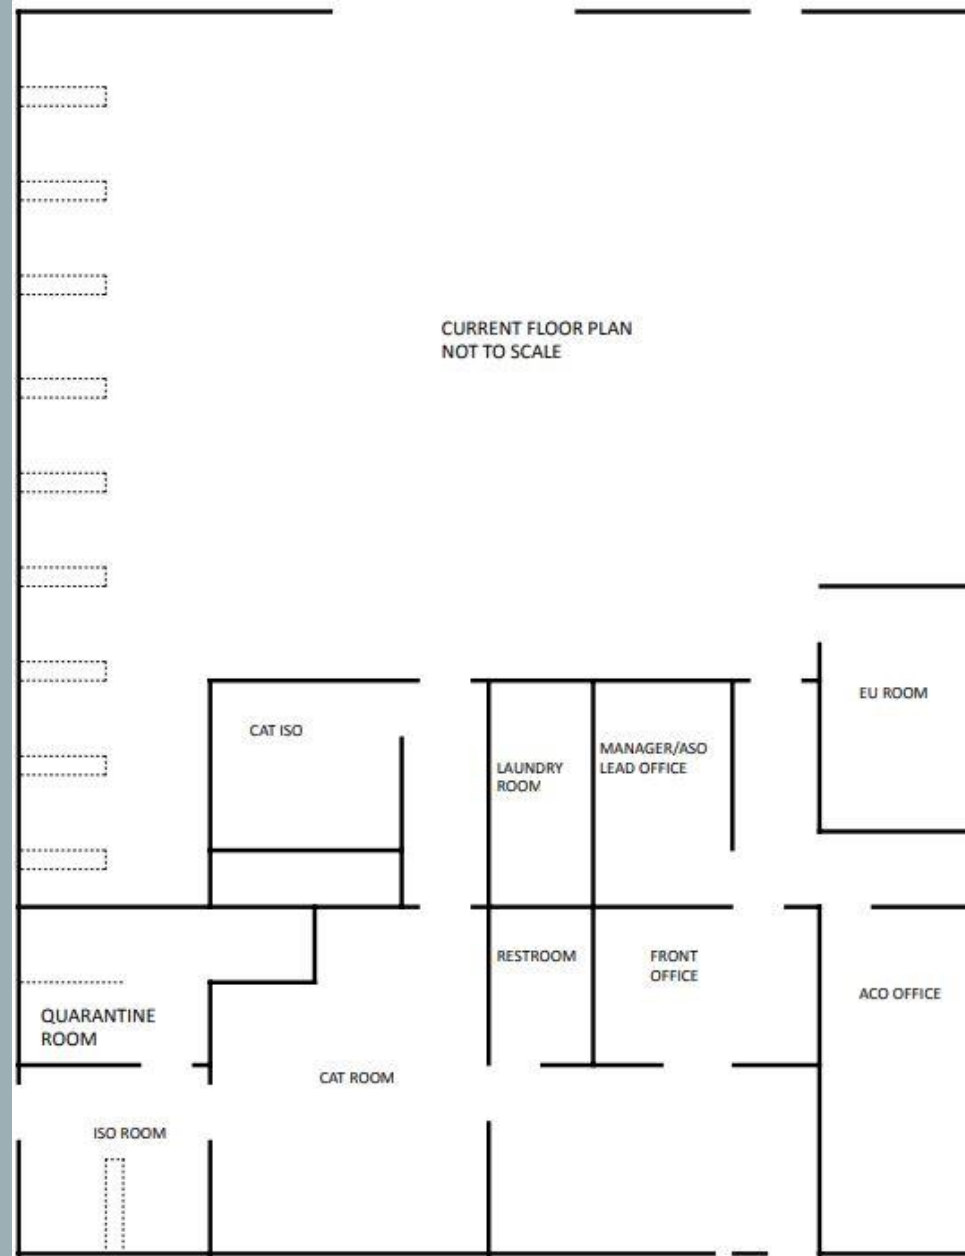 CURRENT FLOOR PLAN
NOT TO SCALE
EU ROOM
CAT ISO
LAUNDRY
ROOM
MANAGER/ASO
LEAD OFFICE
RESTROOM
FRONT
OFFICE
ACO OFFICE
QUARANTINE
ROOM
CAT ROOM
ISO ROOM